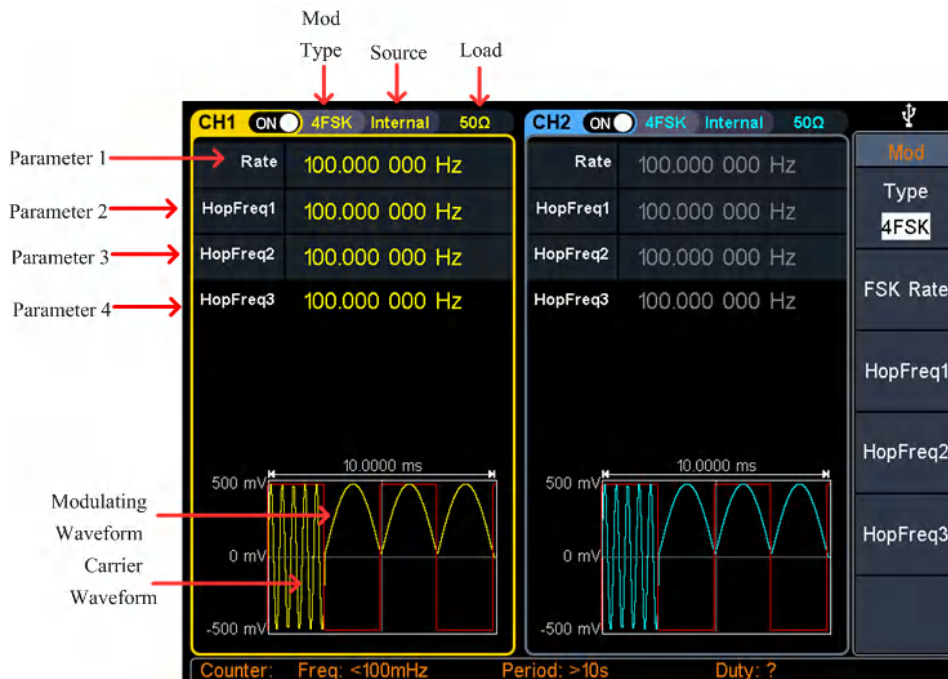 Mod
Type
Source
Load
CH1 ON 4FSK Internal 50Ω
CH2 ON 4FSK Internal 50Ω
Parameter 1
Rate 100.000 000 Hz
Rate 100.000 000 Hz
Mod
Parameter 2
HopFreq1 100.000 000 Hz
HopFreq1 100.000 000 Hz
Type
4FSK
Parameter 3
HopFreq2 100.000 000 Hz
HopFreq2 100.000 000 Hz
FSK Rate
Parameter 4
HopFreq3 100.000 000 Hz
HopFreq3 100.000 000 Hz
HopFreq1
HopFreq2
HopFreq3
10.0000 ms
500 mV
0 mV
-500 mV
10.0000 ms
500 mV
0 mV
-500 mV
Modulating
Waveform
Carrier
Waveform
Counter: Freq: <100mHz Period: >10s Duty: ?